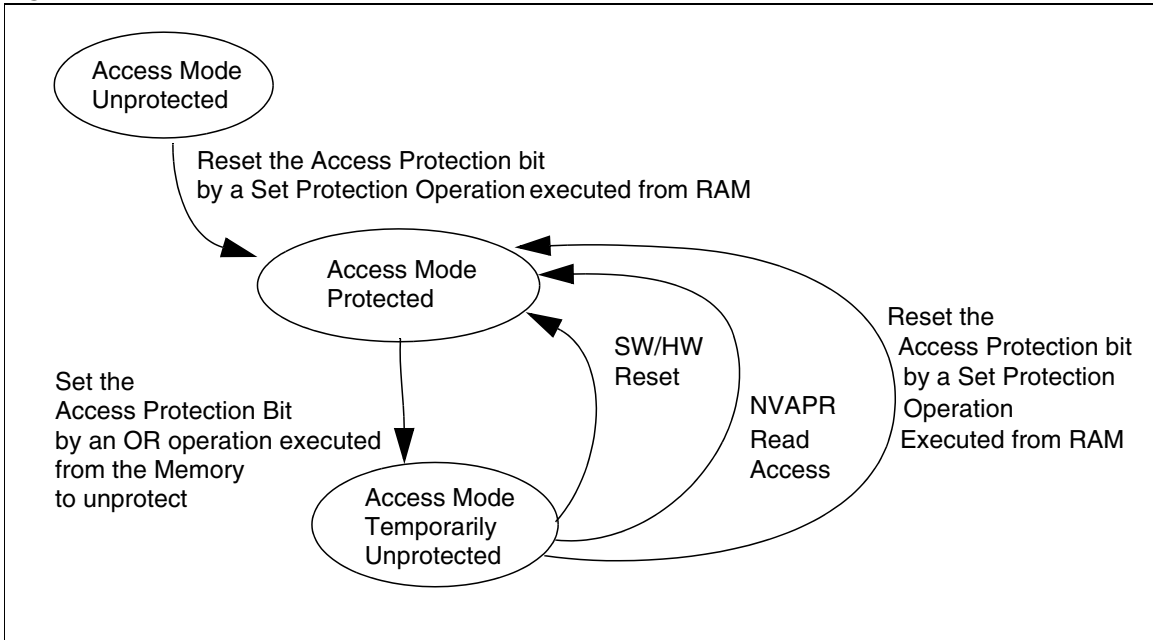 Access Mode
Unprotected
Reset the Access Protection bit
by a Set Protection Operation executed from RAM
Access Mode
Protected
SW/HW
Reset
NVAPR
Read
Access
Reset the
Access Protection bit
by a Set Protection
Operation
Executed from RAM
Set the
Access Protection Bit
by an OR operation executed
from the Memory
to unprotect
Access Mode
Temporarily
Unprotected